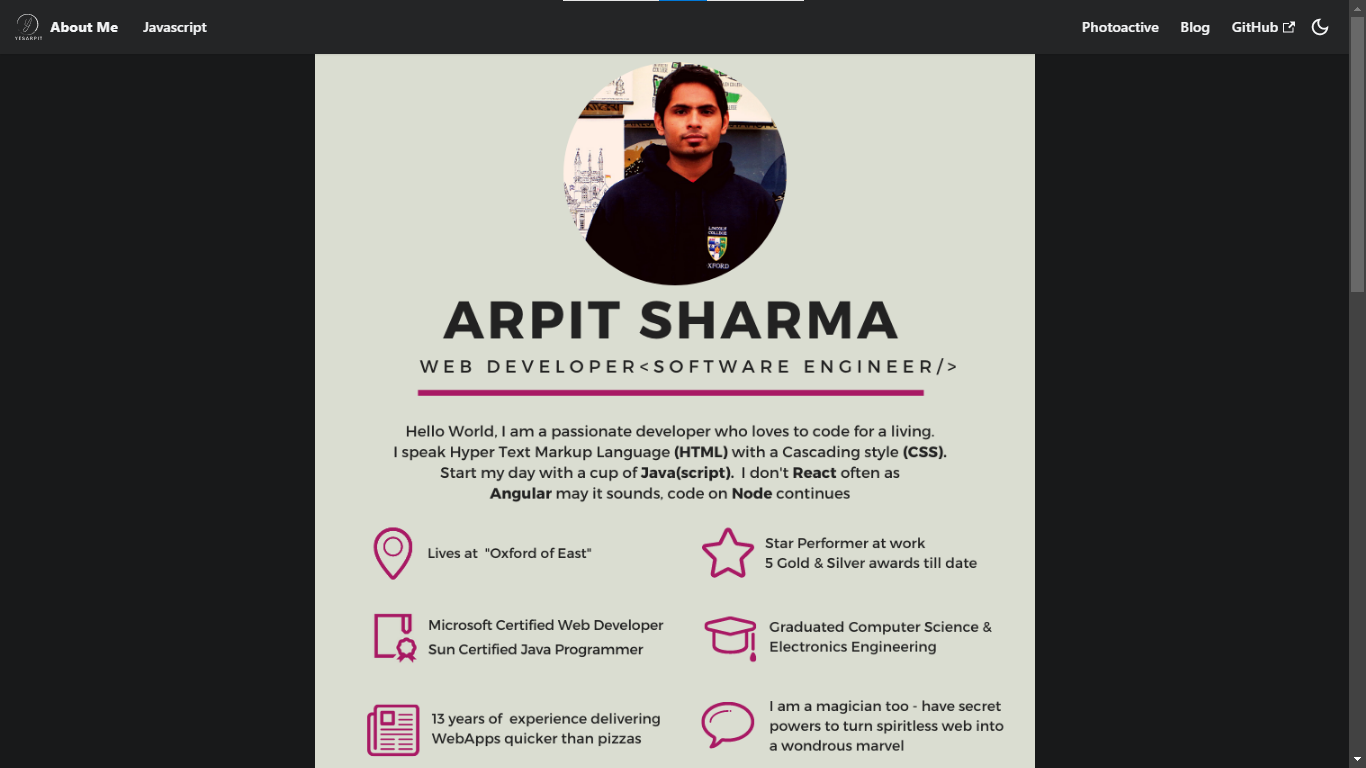 YESARPIT
About Me
Javascript
Photoactive
Blog
GitHub
LINCOLN
COLLEGE
OXFORD
ARPIT SHARMA
WEB DEVELOPER<SOFTWARE ENGINEER/>
Hello World, I am a passionate developer who loves to code for a living.
I speak Hyper Text Markup Language (HTML) with a Cascading style (CSS).
Start my day with a cup of Java(script). I don't React often as
Angular may it sounds, code on Node continues
Lives at "Oxford of East"
Star Performer at work
5 Gold & Silver awards till date
Microsoft Certified Web Developer
Sun Certified Java Programmer
Graduated Computer Science &
Electronics Engineering
13 years of experience delivering
WebApps quicker than pizzas
I am a magician too - have secret
powers to turn spiritless web into
a wondrous marvel